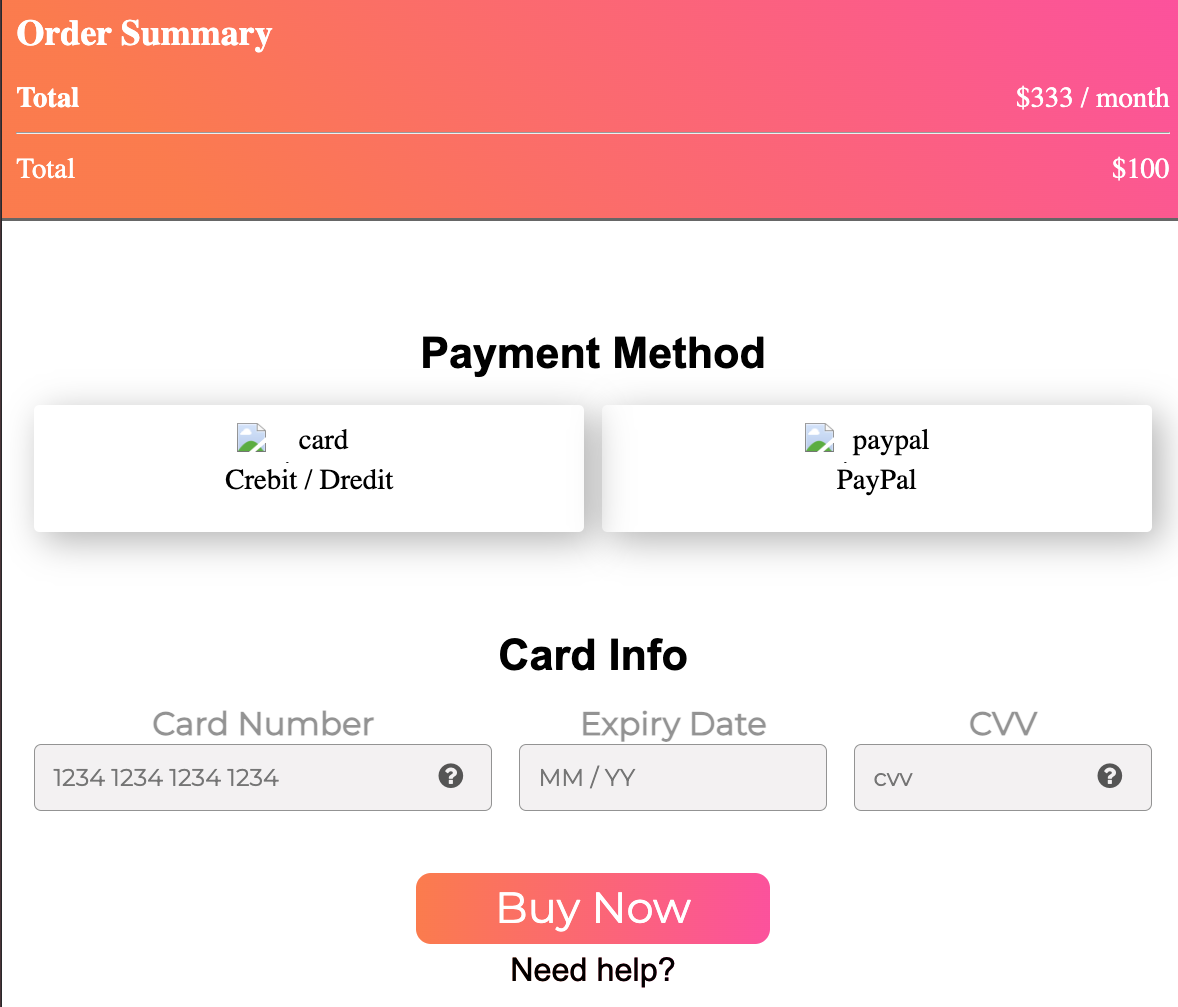 Order Summary
Total $333 / month
Total $100
Payment Method
card paypal
Crebit / Dredit PayPal
Card Info
Card Number Expiry Date CVV
1234 1234 1234 1234 ? MM / YY cvv ?
Buy Now
Need help?